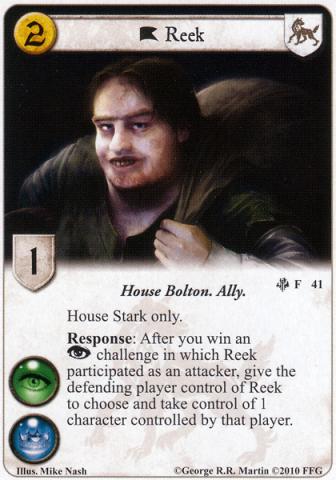 2
Reek
1
House Bolton. Ally.
F 41
House Stark only.
Response: After you win an
challenge in which Reek
participated as an attacker, give the
defending player control of Reek
to choose and take control of 1
character controlled by that player.
Illus. Mike Nash
©George R.R. Martin ©2010 FFG